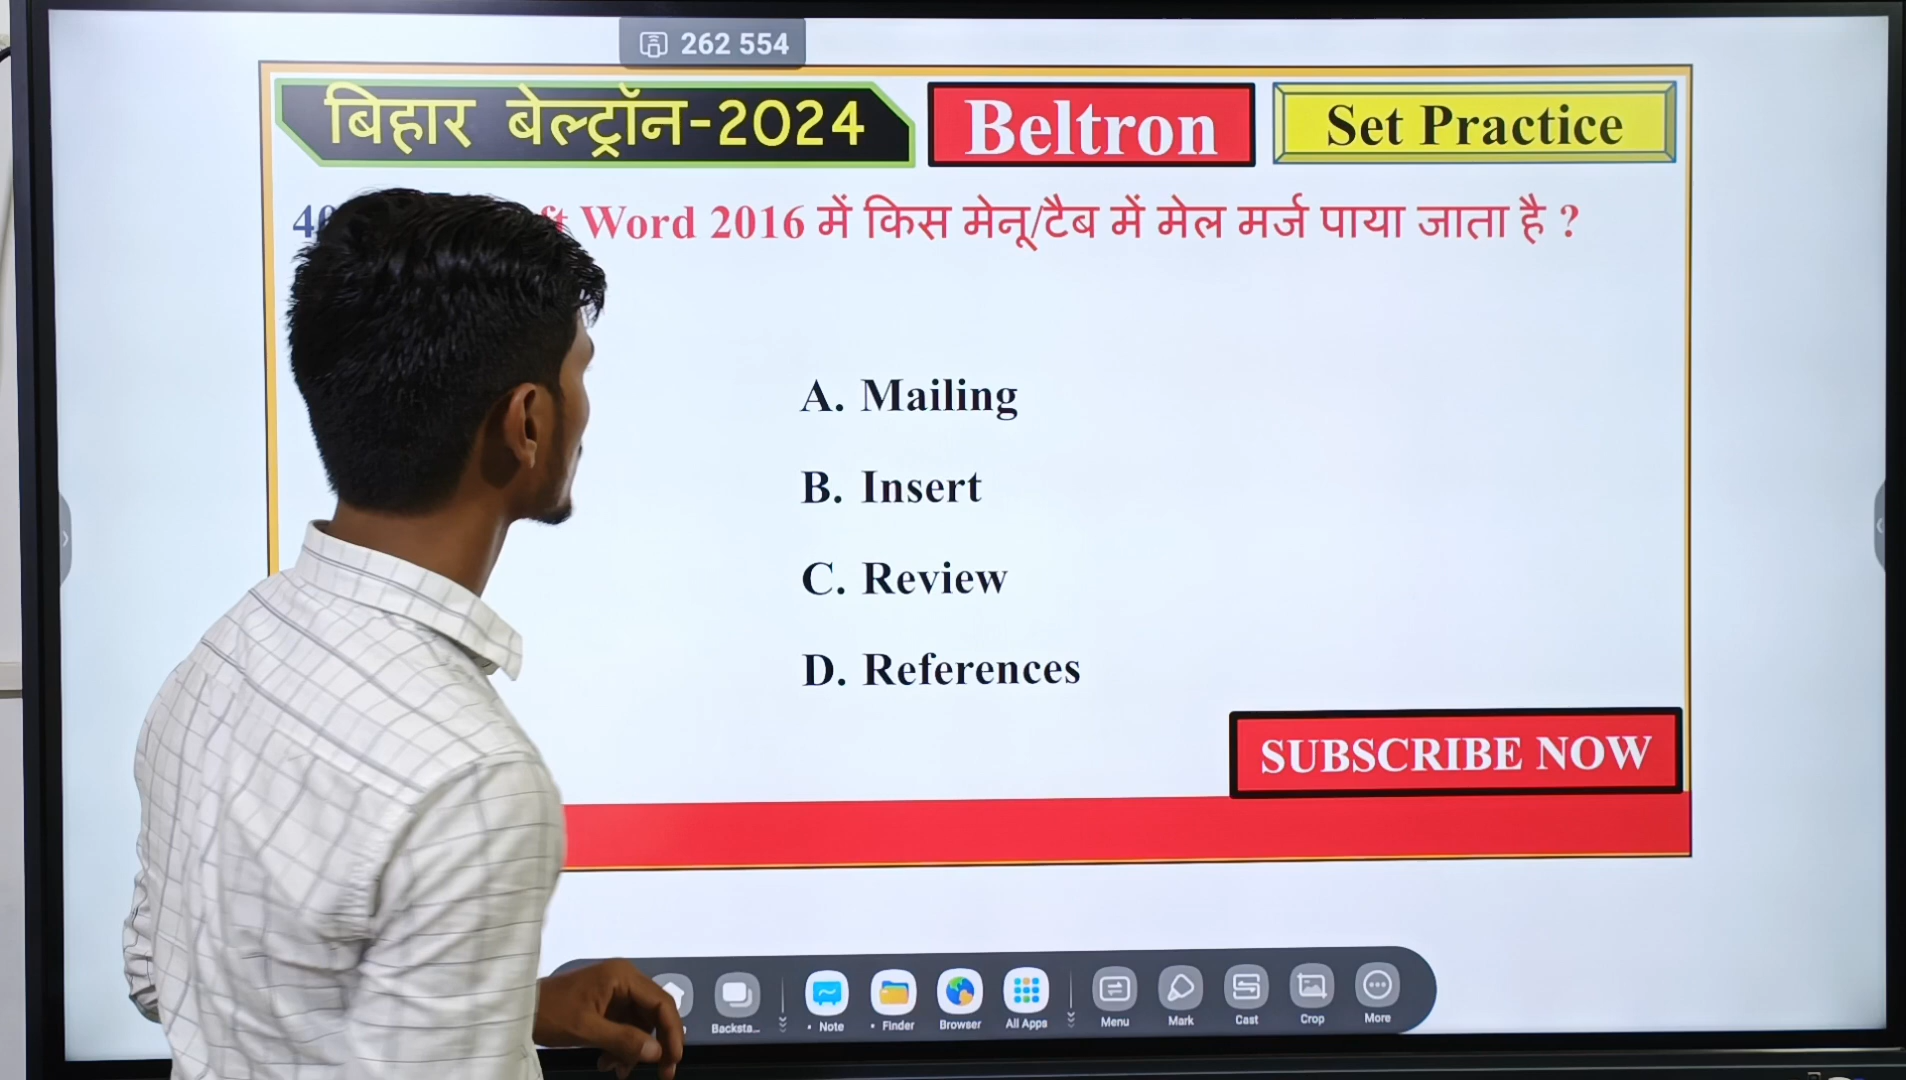 262 554
बिहार बेल्ट्रॉन-2024
Beltron
Set Practice
Word 2016 में किस मेनू/टैब में मेल मर्ज पाया जाता है ?
A. Mailing
B. Insert
C. Review
D. References
SUBSCRIBE NOW
Backsta... Note Finder Browser All Apps Menu Mark Cast Crop More